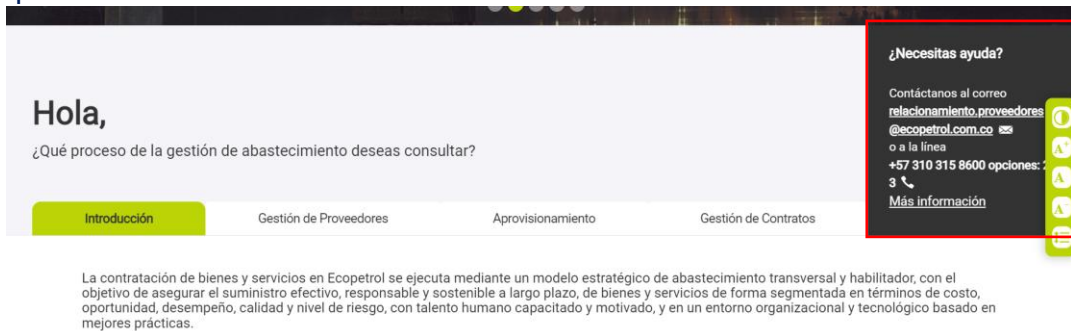 ¿Necesitas ayuda?
Contáctanos al correo
relacionamiento.proveedores
@ecopetrol.com.co
o a la línea
+57 310 315 8600 opciones:
3
Más información
Hola,
¿Qué proceso de la gestión de abastecimiento deseas consultar?
Introducción
Gestión de Proveedores
Aprovisionamiento
Gestión de Contratos
A+
A
A-
La contratación de bienes y servicios en Ecopetrol se ejecuta mediante un modelo estratégico de abastecimiento transversal y habilitador, con el
objetivo de asegurar el suministro efectivo, responsable y sostenible a largo plazo, de bienes y servicios de forma segmentada en términos de costo,
oportunidad, desempeño, calidad y nivel de riesgo, con talento humano capacitado y motivado, y en un entorno organizacional y tecnológico basado en
mejores prácticas.